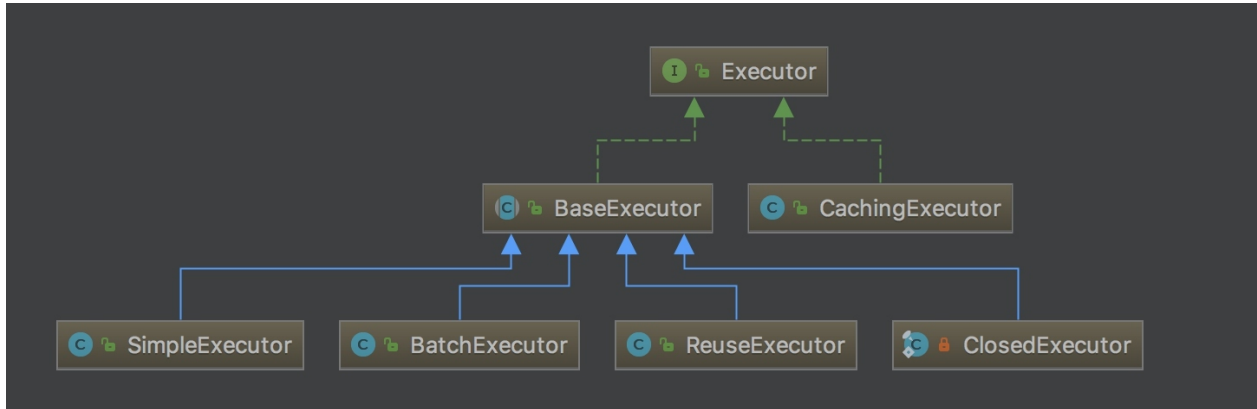 I Executor
C BaseExecutor
C CachingExecutor
C SimpleExecutor
C BatchExecutor
C ReuseExecutor
C ClosedExecutor